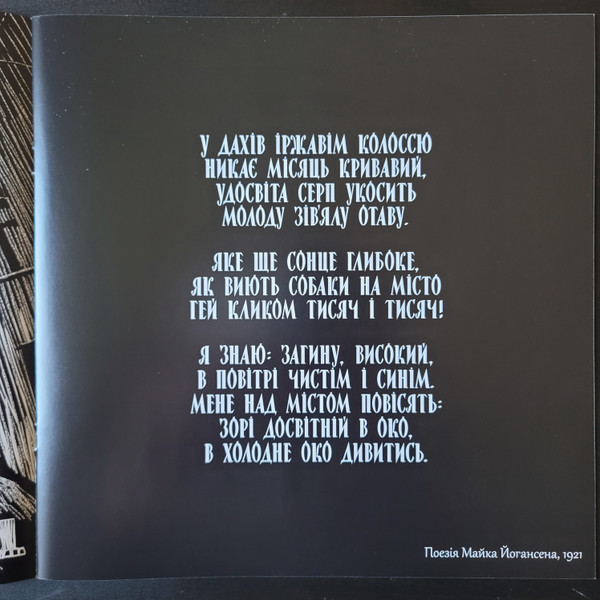 У ДАХІВ ІРЖАВІМ КОЛОССЮ
НИКАЄ МІСЯЦЬ КРИВАВИЙ,
УДОСВІТА СЕРП УКОСИТЬ
МОЛОДУ ЗІВ'ЯЛУ ОТАВУ.
ЯКЕ ЩЕ СОНЦЕ ГЛИБОКЕ,
ЯК ВИЮТЬ СОБАКИ НА МІСТО
ГЕЙ КЛИКОМ ТИСЯЧ І ТИСЯЧ!
Я ЗНАЮ: ЗАГИНУ, ВИСОКИЙ,
В ПОВІТРІ ЧИСТІМ І СИНІМ.
МЕНЕ НАД МІСТОМ ПОВІСЯТЬ:
ЗОРІ ДОСВІТНІЙ В ОКО,
В ХОЛОДНЕ ОКО ДИВИТИСЬ.
Поезія Майка Йогансена, 1921